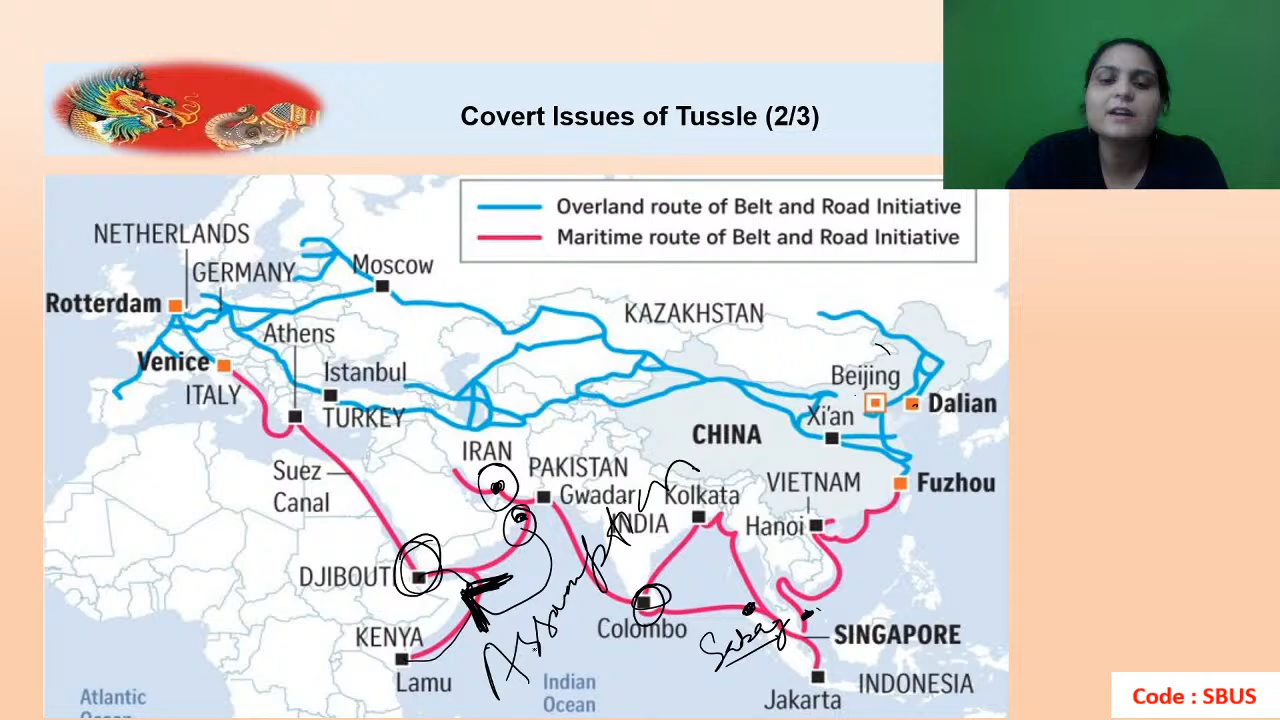 Covert Issues of Tussle (2/3)
Overland route of Belt and Road Initiative
Maritime route of Belt and Road Initiative
NETHERLANDS
GERMANY
Moscow
Rotterdam
KAZAKHSTAN
Athens
Venice
Istanbul
Beijing
ITALY
TURKEY
Xi'an
Dalian
CHINA
IRAN
PAKISTAN
Suez
Canal
Gwadar
Kolkata
VIETNAM
Fuzhou
INDIA
Hanoi
DJIBOUTI
Colombo
KENYA
SINGAPORE
Lamu
Indian
Ocean
Jakarta
INDONESIA
Atlantic
Ocean
Code : SBUS